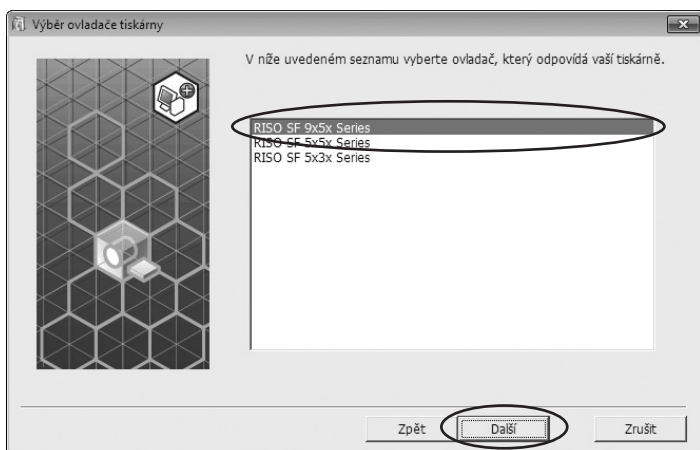 Výběr ovladače tiskárny
V níže uvedeném seznamu vyberte ovladač, který odpovídá vaší tiskárně.
RISO SF 9x5x Series
RISO SF 5x5x Series
RISO SF 5x3x Series
Zpět
Další
Zrušit